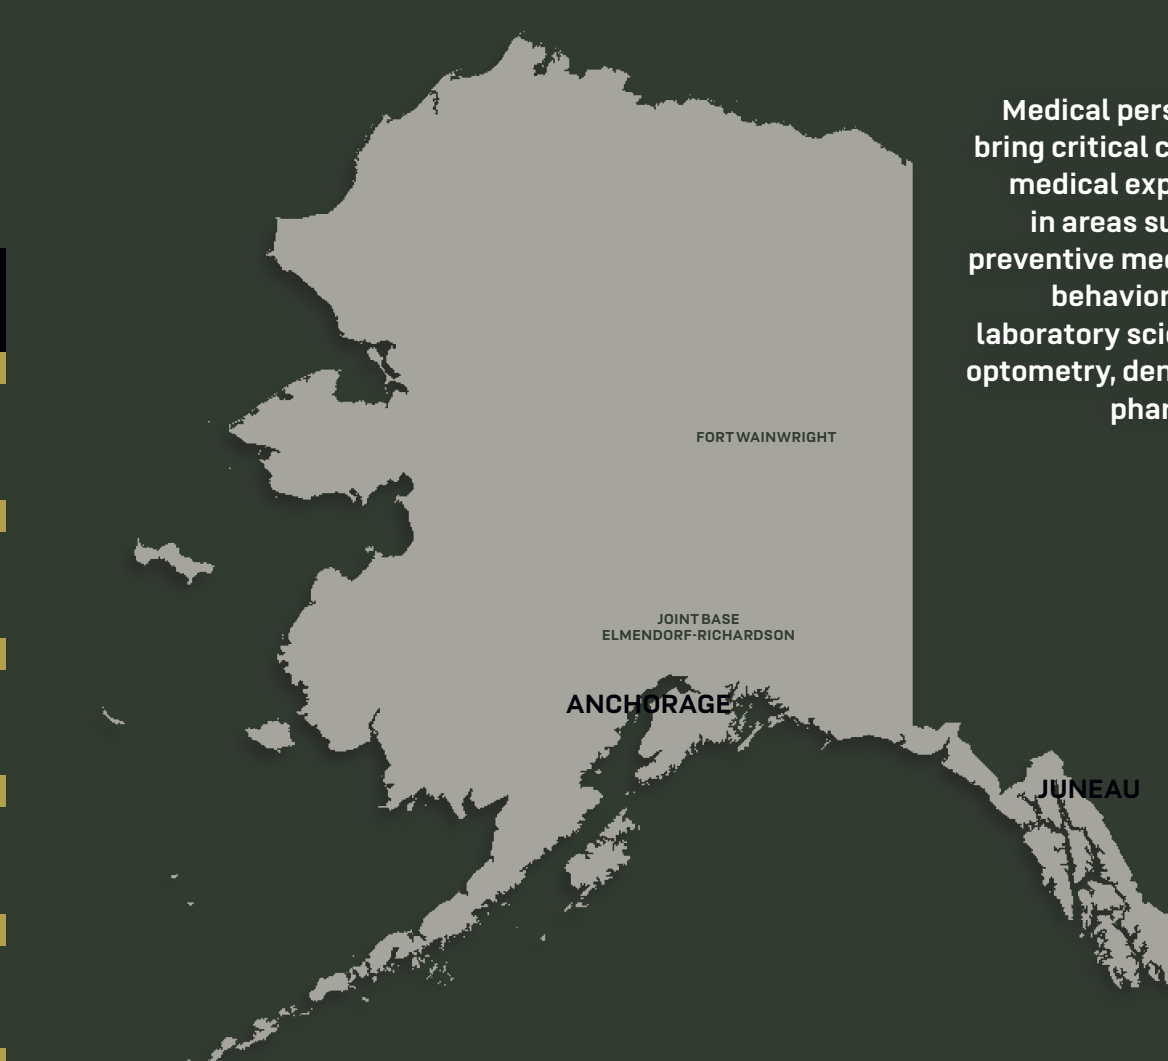 Medical pers
bring critical c
medical exp
in areas su
preventive med
behavior
laboratory scie
optometry, den
phar
FORT WAINWRIGHT
JOINT BASE
ELMENDORF-RICHARDSON
ANCHORAGE
JUNEAU